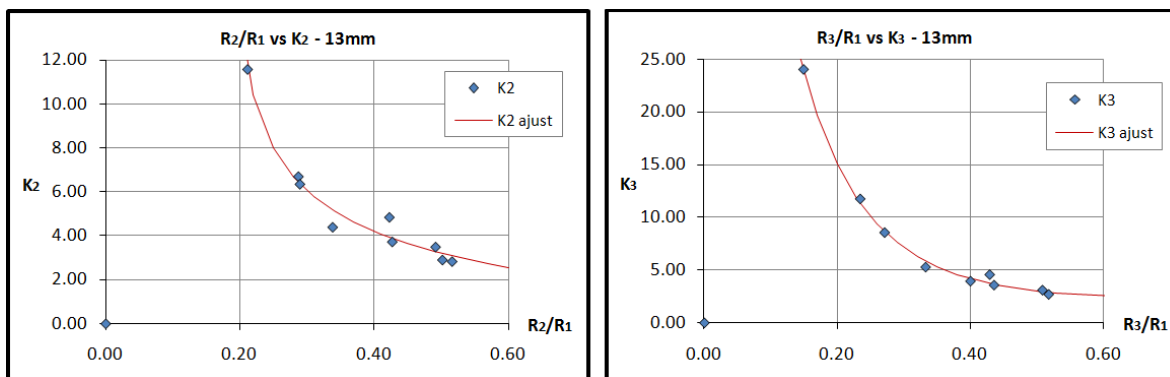 R2/R1 vs K2 - 13mm
12.00
10.00
8.00
6.00
4.00
2.00
0.00
K2
K2
K2 ajust
R2/R1
0.00 0.20 0.40 0.60
R3/R1 vs K3 - 13mm
25.00
20.00
15.00
10.00
5.00
0.00
K3
K3
K3 ajust
R3/R1
0.00 0.20 0.40 0.60